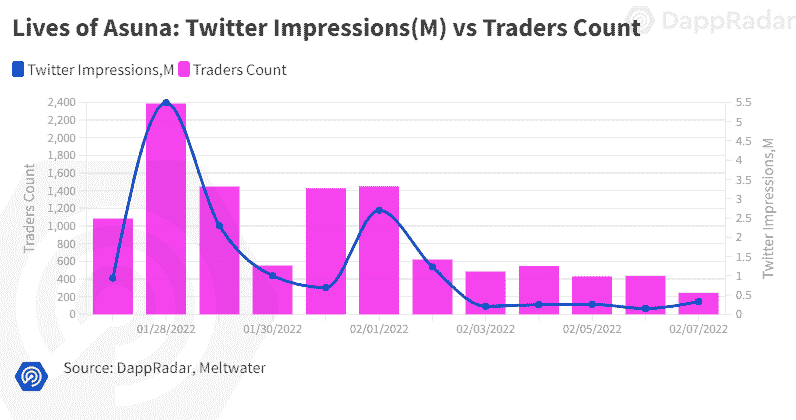 Lives of Asuna: Twitter Impressions(M) vs Traders Count
DappRadar
Twitter Impressions,M Traders Count
2,400 5.5
2,200 5
2,000 4.5
1,800 4
1,600 3.5
1,400 3
1,200 2.5
1,000 2
800 1.5
600 1
400 0.5
200 0
0
Traders Count
Twitter Impressions,M
01/28/2022 01/30/2022 02/01/2022 02/03/2022 02/05/2022 02/07/2022
Source: DappRadar, Meltwater